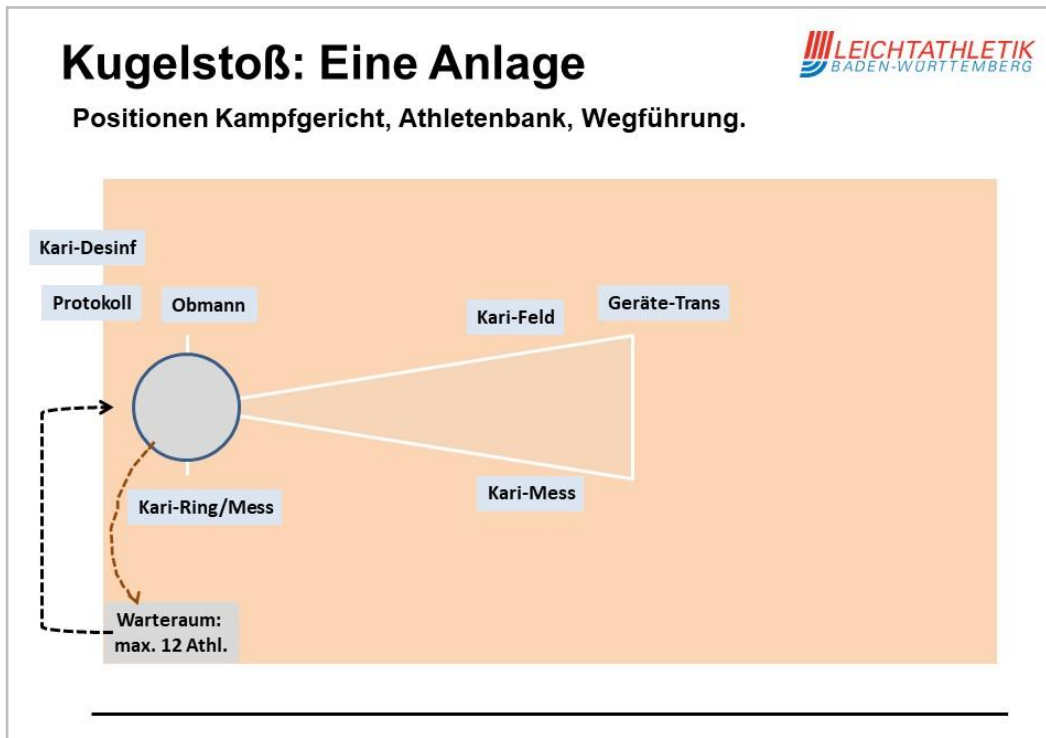 Kugelstoß: Eine Anlage
LEICHTATHLETIK
BADEN-WÜRTTEMBERG
Positionen Kampfgericht, Athletenbank, Wegführung.
Kari-Desinf
Protokoll
Obmann
Kari-Feld
Geräte-Trans
Kari-Ring/Mess
Kari-Mess
Warteraum:
max. 12 Athl.